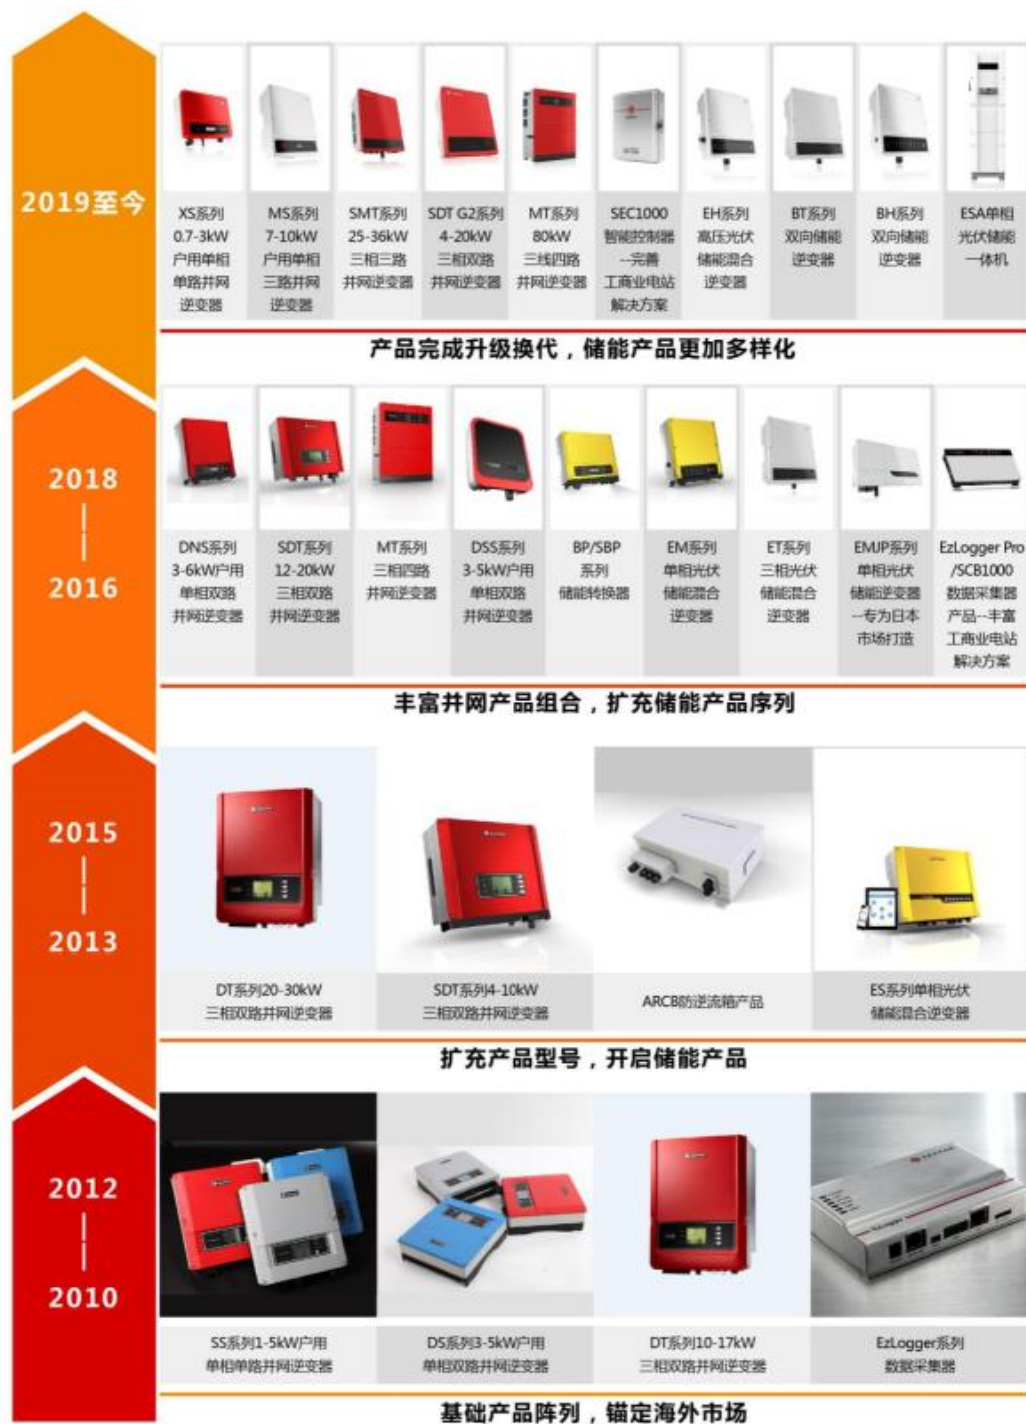 2019至今
XS系列
0.7-3kW
户用单相
单路并网
逆变器
MS系列
7-10kW
户用单相
三路并网
逆变器
SMT系列
25-36kW
三相三路
并网逆变器
SDT G2系列
4-20kW
三相双路
并网逆变器
MT系列
80kW
三线四路
并网逆变器
SEC1000
智能控制器
--完善
工商业电站
解决方案
EH系列
高压光伏
储能混合
逆变器
BT系列
双向储能
逆变器
BH系列
双向储能
逆变器
ESA单相
光伏储能
一体机
产品完成升级换代，储能产品更加多样化
2018
2016
DNS系列
3-6kW户用
单相双路
并网逆变器
SDT系列
12-20kW
三相双路
并网逆变器
MT系列
三相四路
并网逆变器
DSS系列
3-5kW户用
单相双路
并网逆变器
BP/SBP
系列
储能转换器
EM系列
单相光伏
储能混合
逆变器
ET系列
三相光伏
储能混合
逆变器
EMJP系列
单相光伏
储能逆变器
--专为日本
市场打造
EzLogger Pro
/SCB1000
数据采集器
产品--丰富
工商业电站
解决方案
丰富并网产品组合，扩充储能产品序列
2015
2013
DT系列20-30kW
三相双路并网逆变器
SDT系列4-10kW
三相双路并网逆变器
ARCB防逆流箱产品
ES系列单相光伏
储能混合逆变器
扩充产品型号，开启储能产品
2012
2010
EzLogger
SS系列1-5kW户用
单相单路并网逆变器
DS系列3-5kW户用
单相双路并网逆变器
DT系列10-17kW
三相双路并网逆变器
EzLogger系列
数据采集器
基础产品阵列，锚定海外市场